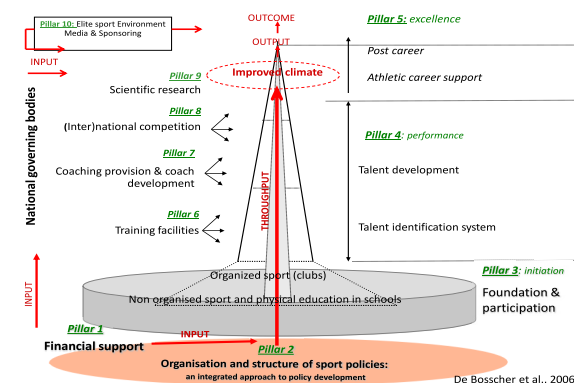 Pillar 10: Elite sport Environment
Media & Sponsoring
OUTCOME
OUTPUT
Pillar 5: excellence
Post career
Athletic career support
INPUT
Pillar 9
Scientific research
Improved climate
Pillar 8
(Inter)national competition
Pillar 7
Coaching provision & coach
development
Pillar 6
Training facilities
National governing bodies
THROUGHPUT
Pillar 4: performance
Talent development
Talent identification system
Pillar 3: initiation
Foundation &
participation
Organized sport (clubs)
Non organised sport and physical education in schools
INPUT
Pillar 1
Financial support
INPUT
Pillar 2
Organisation and structure of sport policies:
an integrated approach to policy development
De Bosscher et al., 2006